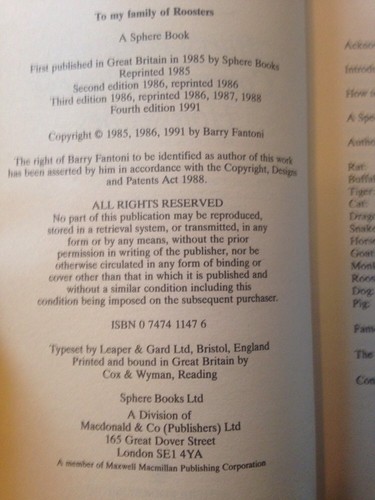 To my family of Roosters
A Sphere Book
First published in Great Britain in 1985 by Sphere Books
Reprinted 1985
Second edition 1986, reprinted 1986
Third edition 1986, reprinted 1986, 1987, 1988
Fourth edition 1991
Copyright © 1985, 1986, 1991 by Barry Fantoni
The right of Barry Fantoni to be identified as author of this work
has been asserted by him in accordance with the Copyright, Designs
and Patents Act 1988.
ALL RIGHTS RESERVED
No part of this publication may be reproduced,
stored in a retrieval system, or transmitted, in any
form or by any means, without the prior
permission in writing of the publisher, nor be
otherwise circulated in any form of binding or
cover other than that in which it is published and
without a similar condition including this
condition being imposed on the subsequent purchaser.
ISBN 0 7474 1147 6
Typeset by Leaper & Gard Ltd, Bristol, England
Printed and bound in Great Britain by
Cox & Wyman, Reading
Sphere Books Ltd
A Division of
Macdonald & Co (Publishers) Ltd
165 Great Dover Street
London SE1 4YA
A member of Maxwell Macmillan Publishing Corporation
How
A Spe
Autho
Rat:
Buffal
Tiger
Cat:
Drag
Snake
Horse
Goat
Monk
Roos
Dog:
Pig:
Fam
The
Con